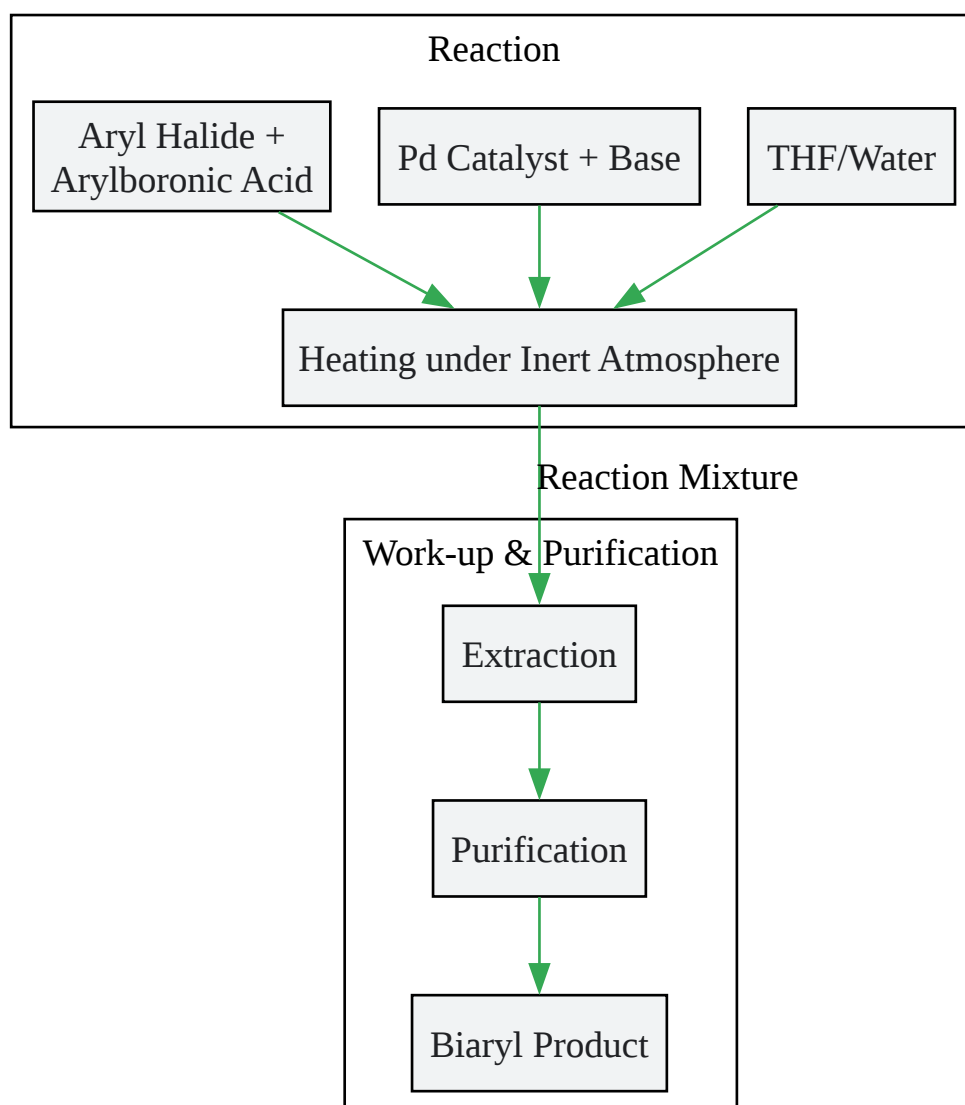 Reaction
Aryl Halide +
Arylboronic Acid
Pd Catalyst + Base
THF/Water
Heating under Inert Atmosphere
Reaction Mixture
Work-up & Purification
Extraction
Purification
Biaryl Product